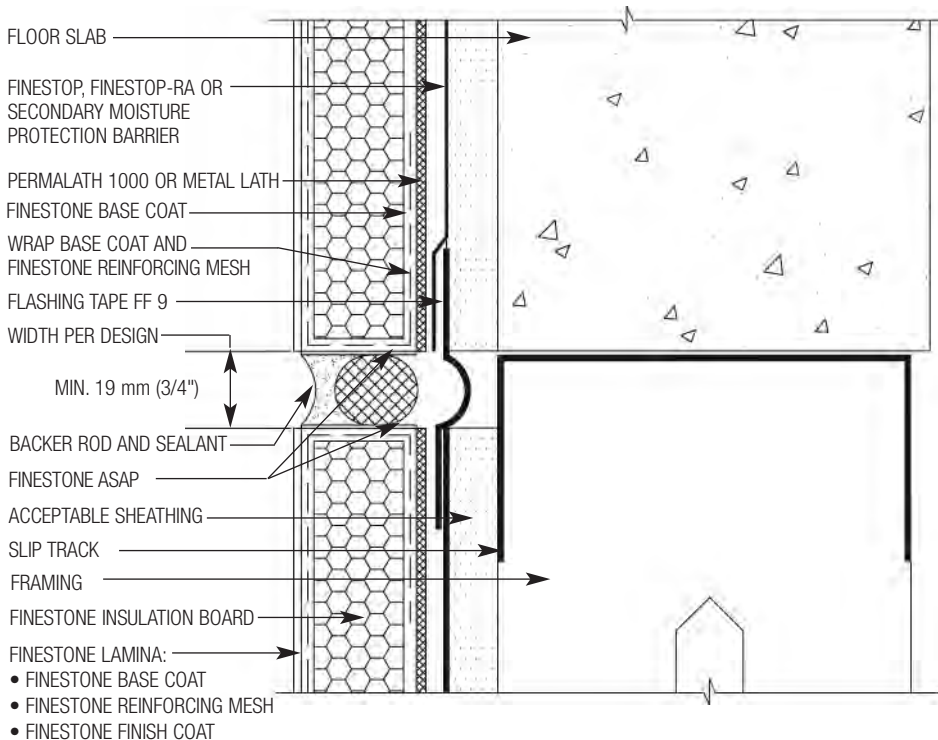 FLOOR SLAB
FINESTOP, FINESTOP-RA OR
SECONDARY MOISTURE
PROTECTION BARRIER
PERMALATH 1000 OR METAL LATH
FINESTONE BASE COAT
WRAP BASE COAT AND
FINESTONE REINFORCING MESH
FLASHING TAPE FF 9
WIDTH PER DESIGN
MIN. 19 mm (3/4")
BACKER ROD AND SEALANT
FINESTONE ASAP
ACCEPTABLE SHEATHING
SLIP TRACK
FRAMING
FINESTONE INSULATION BOARD
FINESTONE LAMINA:
• FINESTONE BASE COAT
• FINESTONE REINFORCING MESH
• FINESTONE FINISH COAT